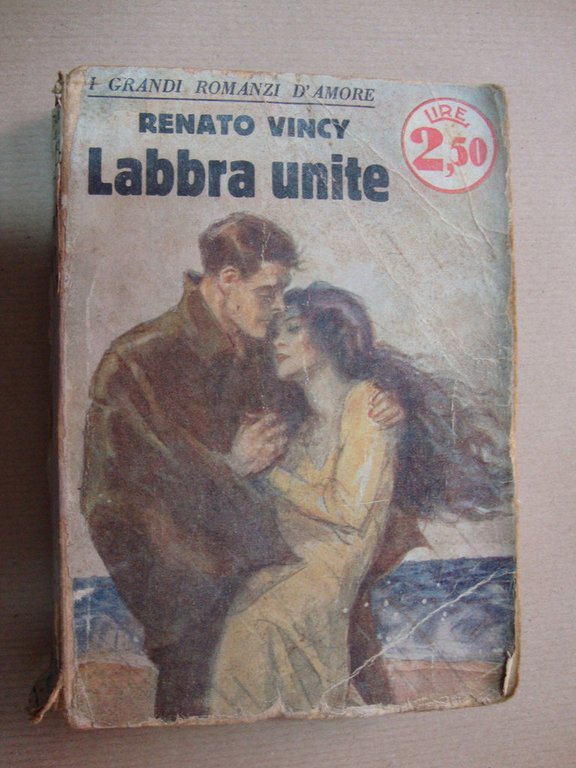 I GRANDI ROMANZI D'AMORE
RENATO VINCY
Labbra unite
LIRE
2,50